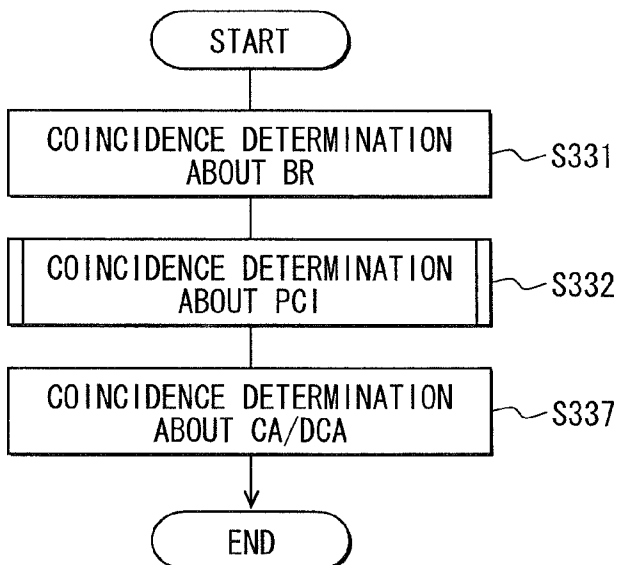 START
COINCIDENCE DETERMINATION
ABOUT BR
S331
COINCIDENCE DETERMINATION
ABOUT PCI
S332
COINCIDENCE DETERMINATION
ABOUT CA/DCA
S337
END